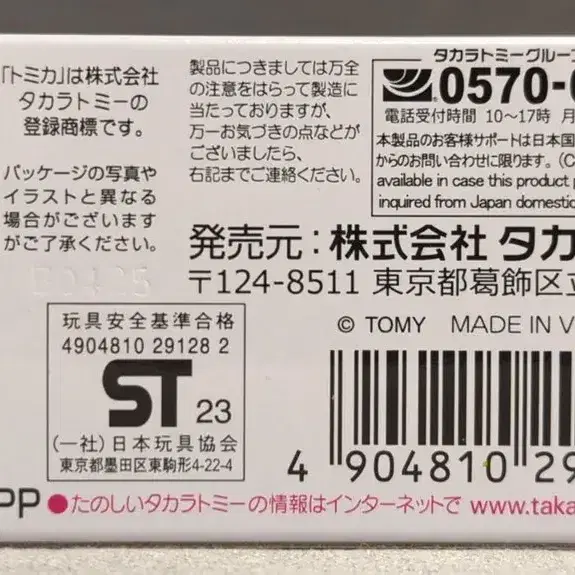 「トミカ」は株式会社
タカラトミーの
登録商標です。
パッケージの写真や
イラストと異なる
場合がございます
がご了承ください。
製品につきましては万全
の注意をはらって製造に
当たっておりますが、
万一お気づきの点などが
ございましたら、
右記までご連絡ください。
タカラトミーグループ
0570-0
電話受付時間 10〜17時 月
本製品のお客様サポートは日本国
からのお問い合わせに限ります。(C
available in case this product
inquired from Japan domestic
発売元:株式会社 タカ
〒124-8511 東京都葛飾区立
玩具安全基準合格
4904810 29128 2
ST 23
(一社)日本玩具協会
東京都墨田区東駒形4-22-4
© TOMY MADE IN V
4 904810 29
PP ●たのしいタカラトミーの情報はインターネットで www.taka